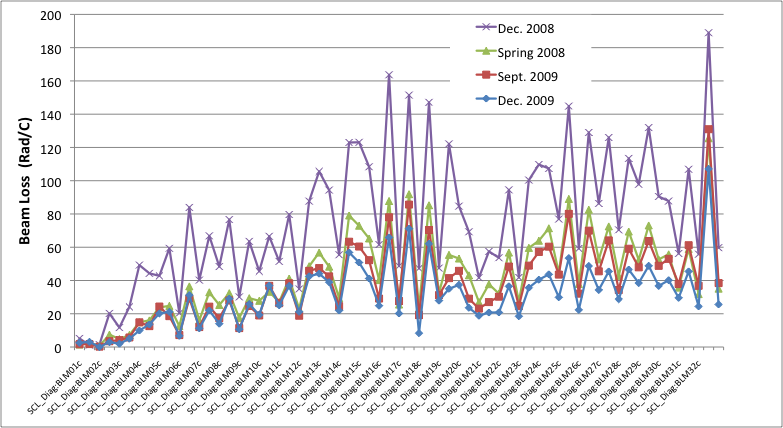 200
180
160
140
120
100
80
60
40
20
0
Beam Loss (Rad/C)
Dec. 2008
Spring 2008
Sept. 2009
Dec. 2009
SCL_Diag:BLM01c
SCL_Diag:BLM02c
SCL_Diag:BLM03c
SCL_Diag:BLM04c
SCL_Diag:BLM05c
SCL_Diag:BLM06c
SCL_Diag:BLM07c
SCL_Diag:BLM08c
SCL_Diag:BLM09c
SCL_Diag:BLM10c
SCL_Diag:BLM11c
SCL_Diag:BLM12c
SCL_Diag:BLM13c
SCL_Diag:BLM14c
SCL_Diag:BLM15c
SCL_Diag:BLM16c
SCL_Diag:BLM17c
SCL_Diag:BLM18c
SCL_Diag:BLM19c
SCL_Diag:BLM20c
SCL_Diag:BLM21c
SCL_Diag:BLM22c
SCL_Diag:BLM23c
SCL_Diag:BLM24c
SCL_Diag:BLM25c
SCL_Diag:BLM26c
SCL_Diag:BLM27c
SCL_Diag:BLM28c
SCL_Diag:BLM29c
SCL_Diag:BLM30c
SCL_Diag:BLM31c
SCL_Diag:BLM32c